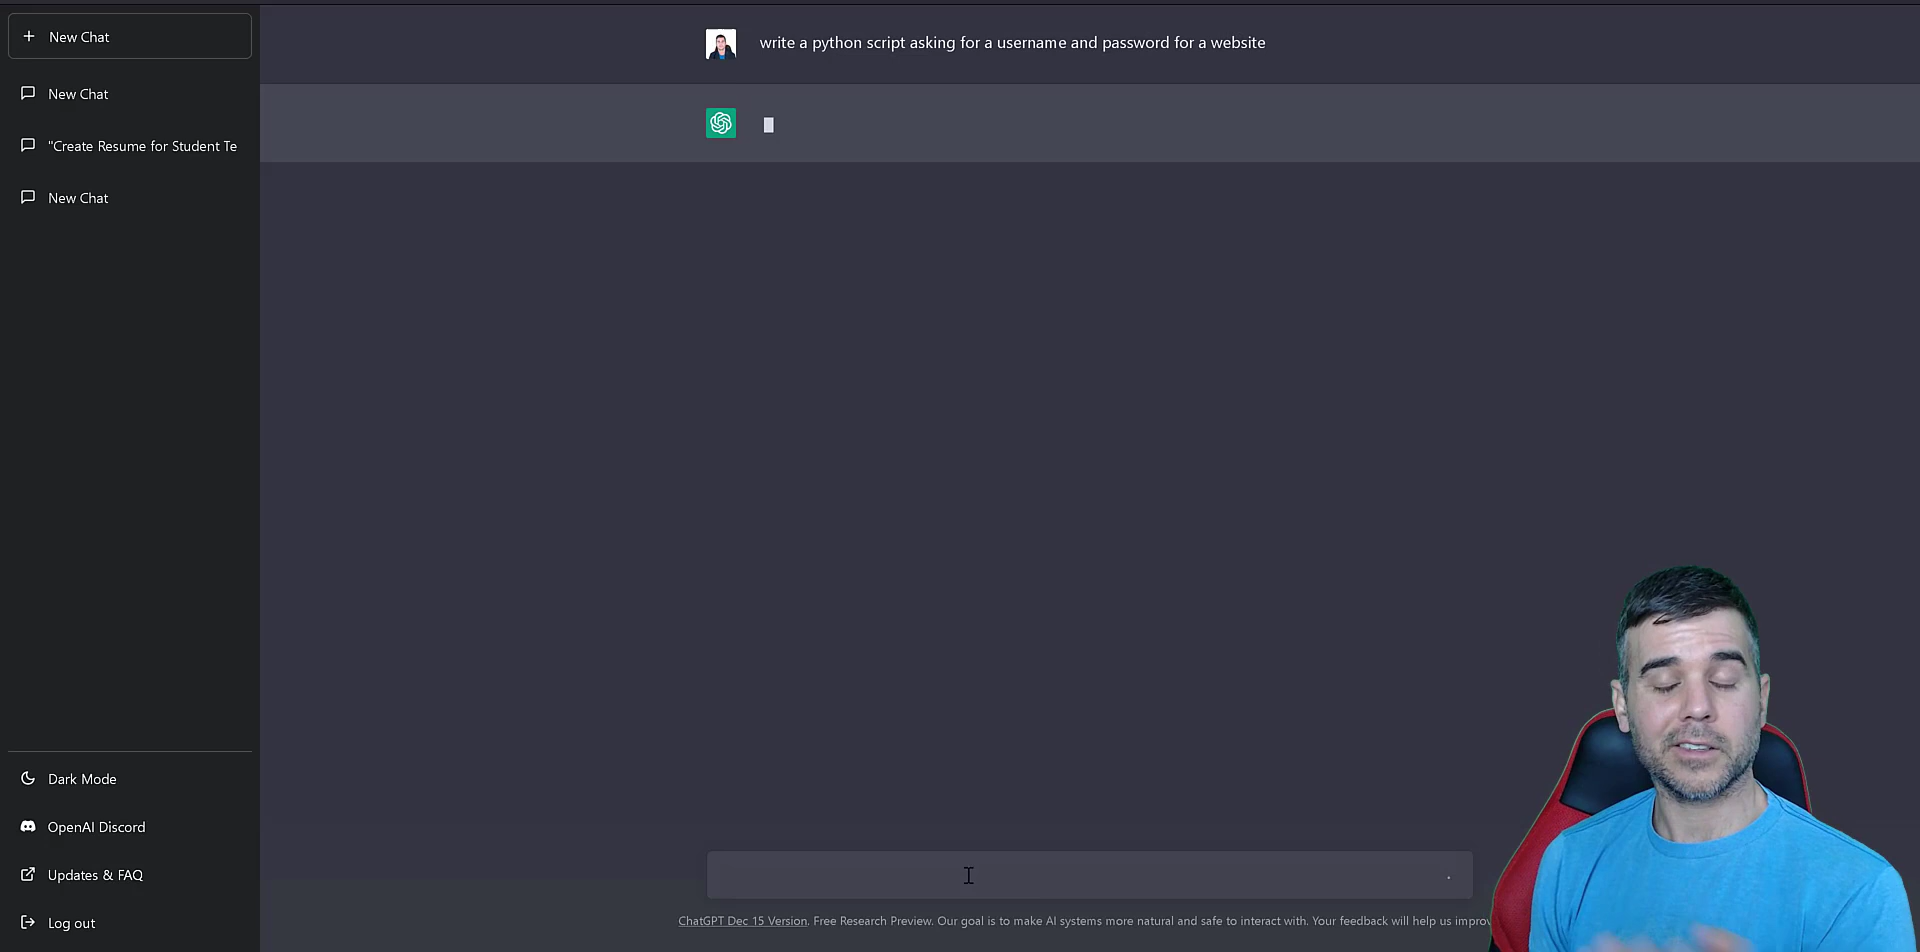 New Chat
New Chat
"Create Resume for Student Te
New Chat
Dark Mode
OpenAI Discord
Updates & FAQ
Log out
write a python script asking for a username and password for a website
ChatGPT Dec 15 Version. Free Research Preview. Our goal is to make AI systems more natural and safe to interact with. Your feedback will help us improv